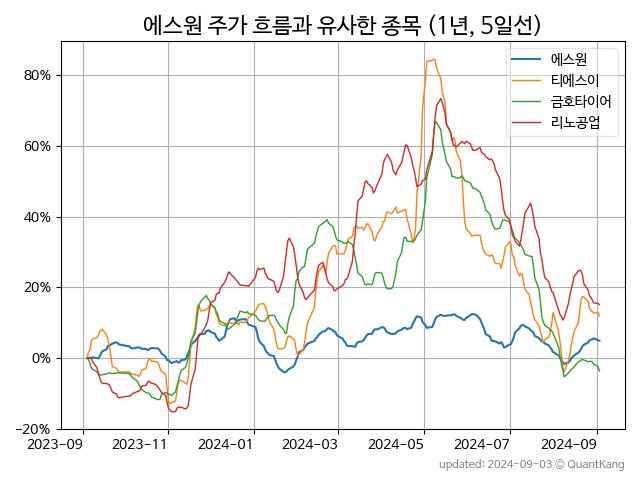 에스원 주가 흐름과 유사한 종목 (1년, 5일선)
에스원
티에스이
금호타이어
리노공업
80%
60%
40%
20%
0%
−20%
2023-09 2023-11 2024-01 2024-03 2024-05 2024-07 2024-09
updated: 2024-09-03 © QuantKang